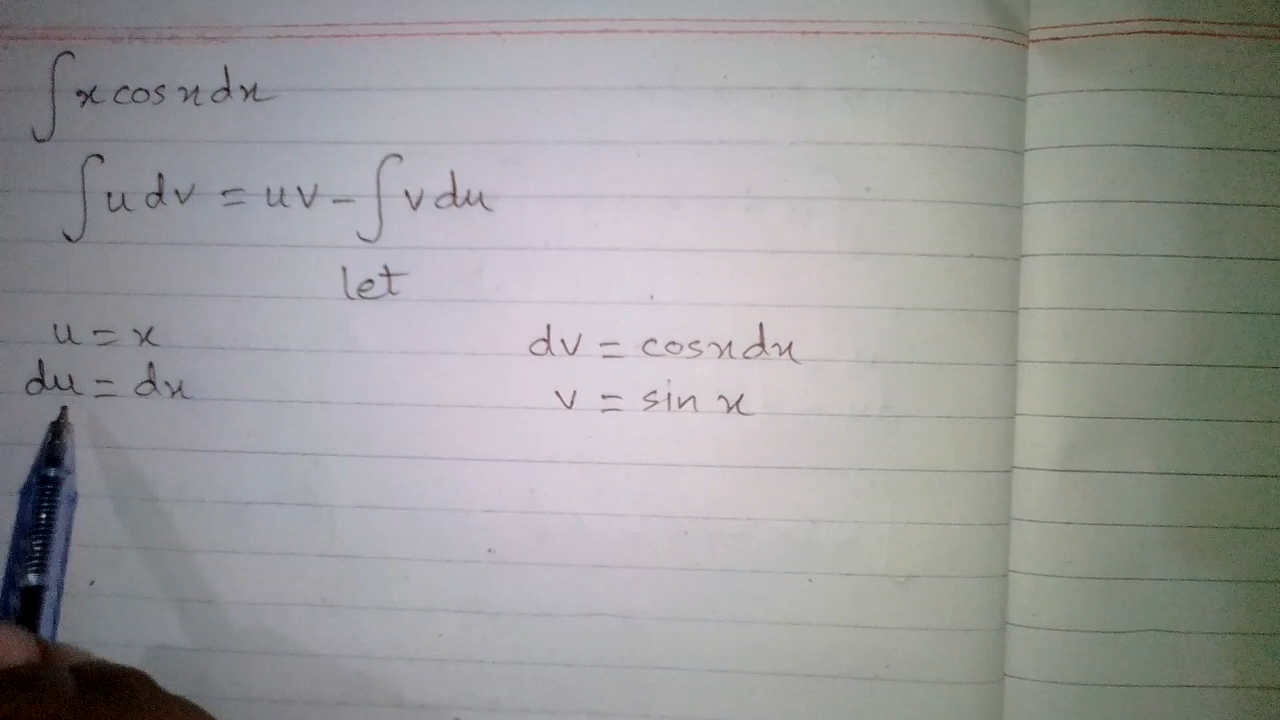 ∫x cos x dx
∫u dv = uv - ∫v du
let
u = x
du = dx
dv = cos x dx
v = sin x